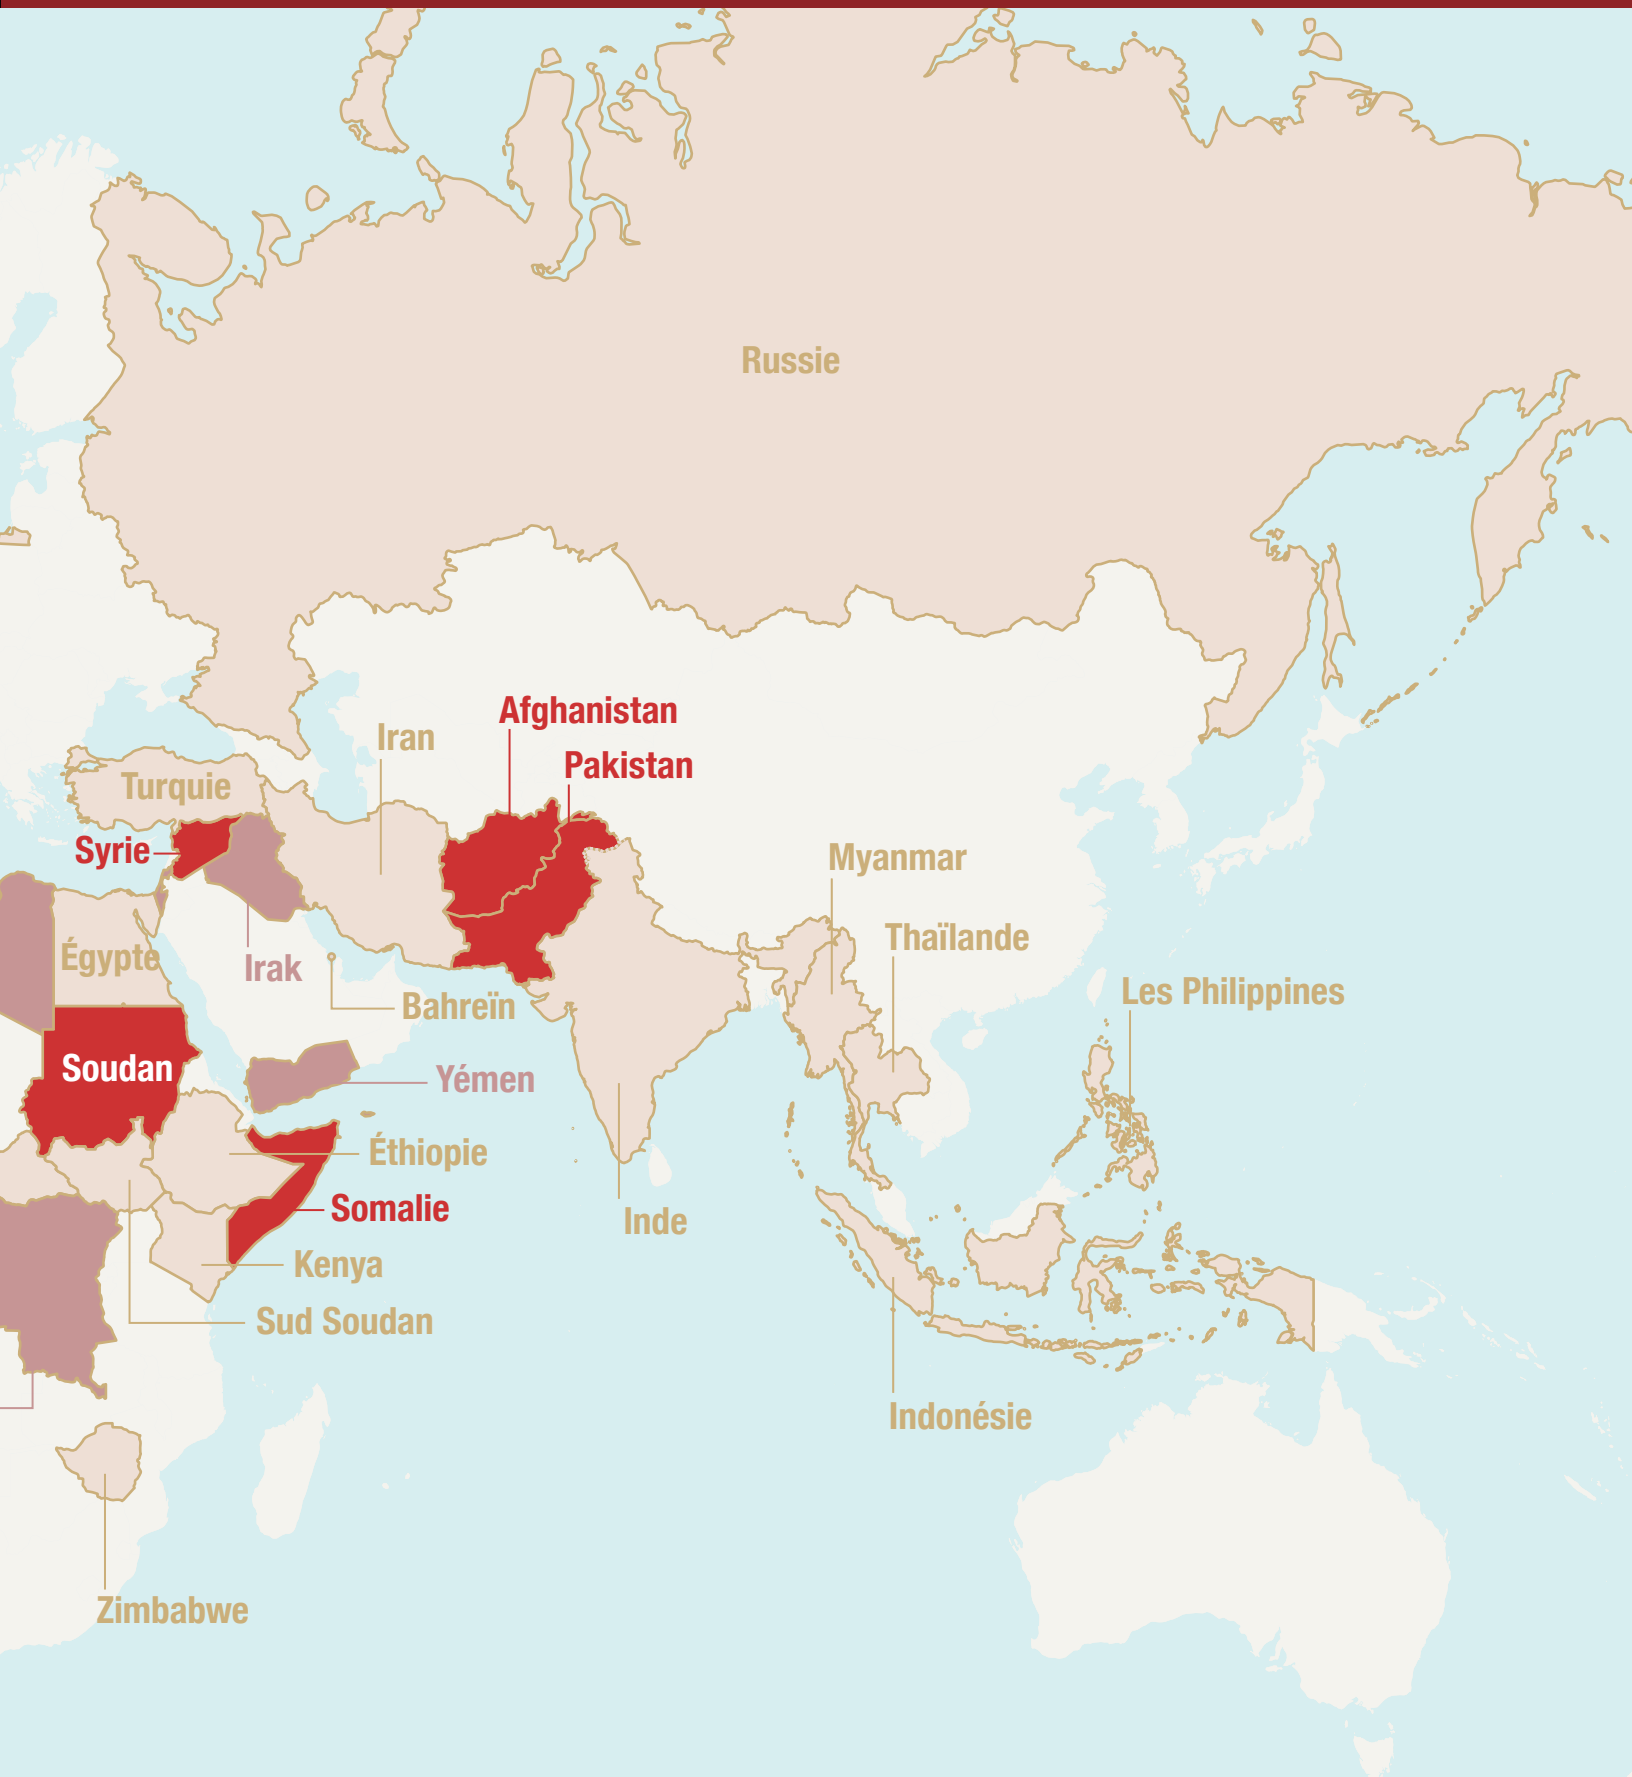 Russie
Afghanistan
Iran
Pakistan
Turquie
Syrie
Myanmar
Thaïlande
Égypte
Irak
Les Philippines
Bahreïn
Soudan
Yémen
Éthiopie
Somalie
Inde
Kenya
Sud Soudan
Indonésie
Zimbabwe